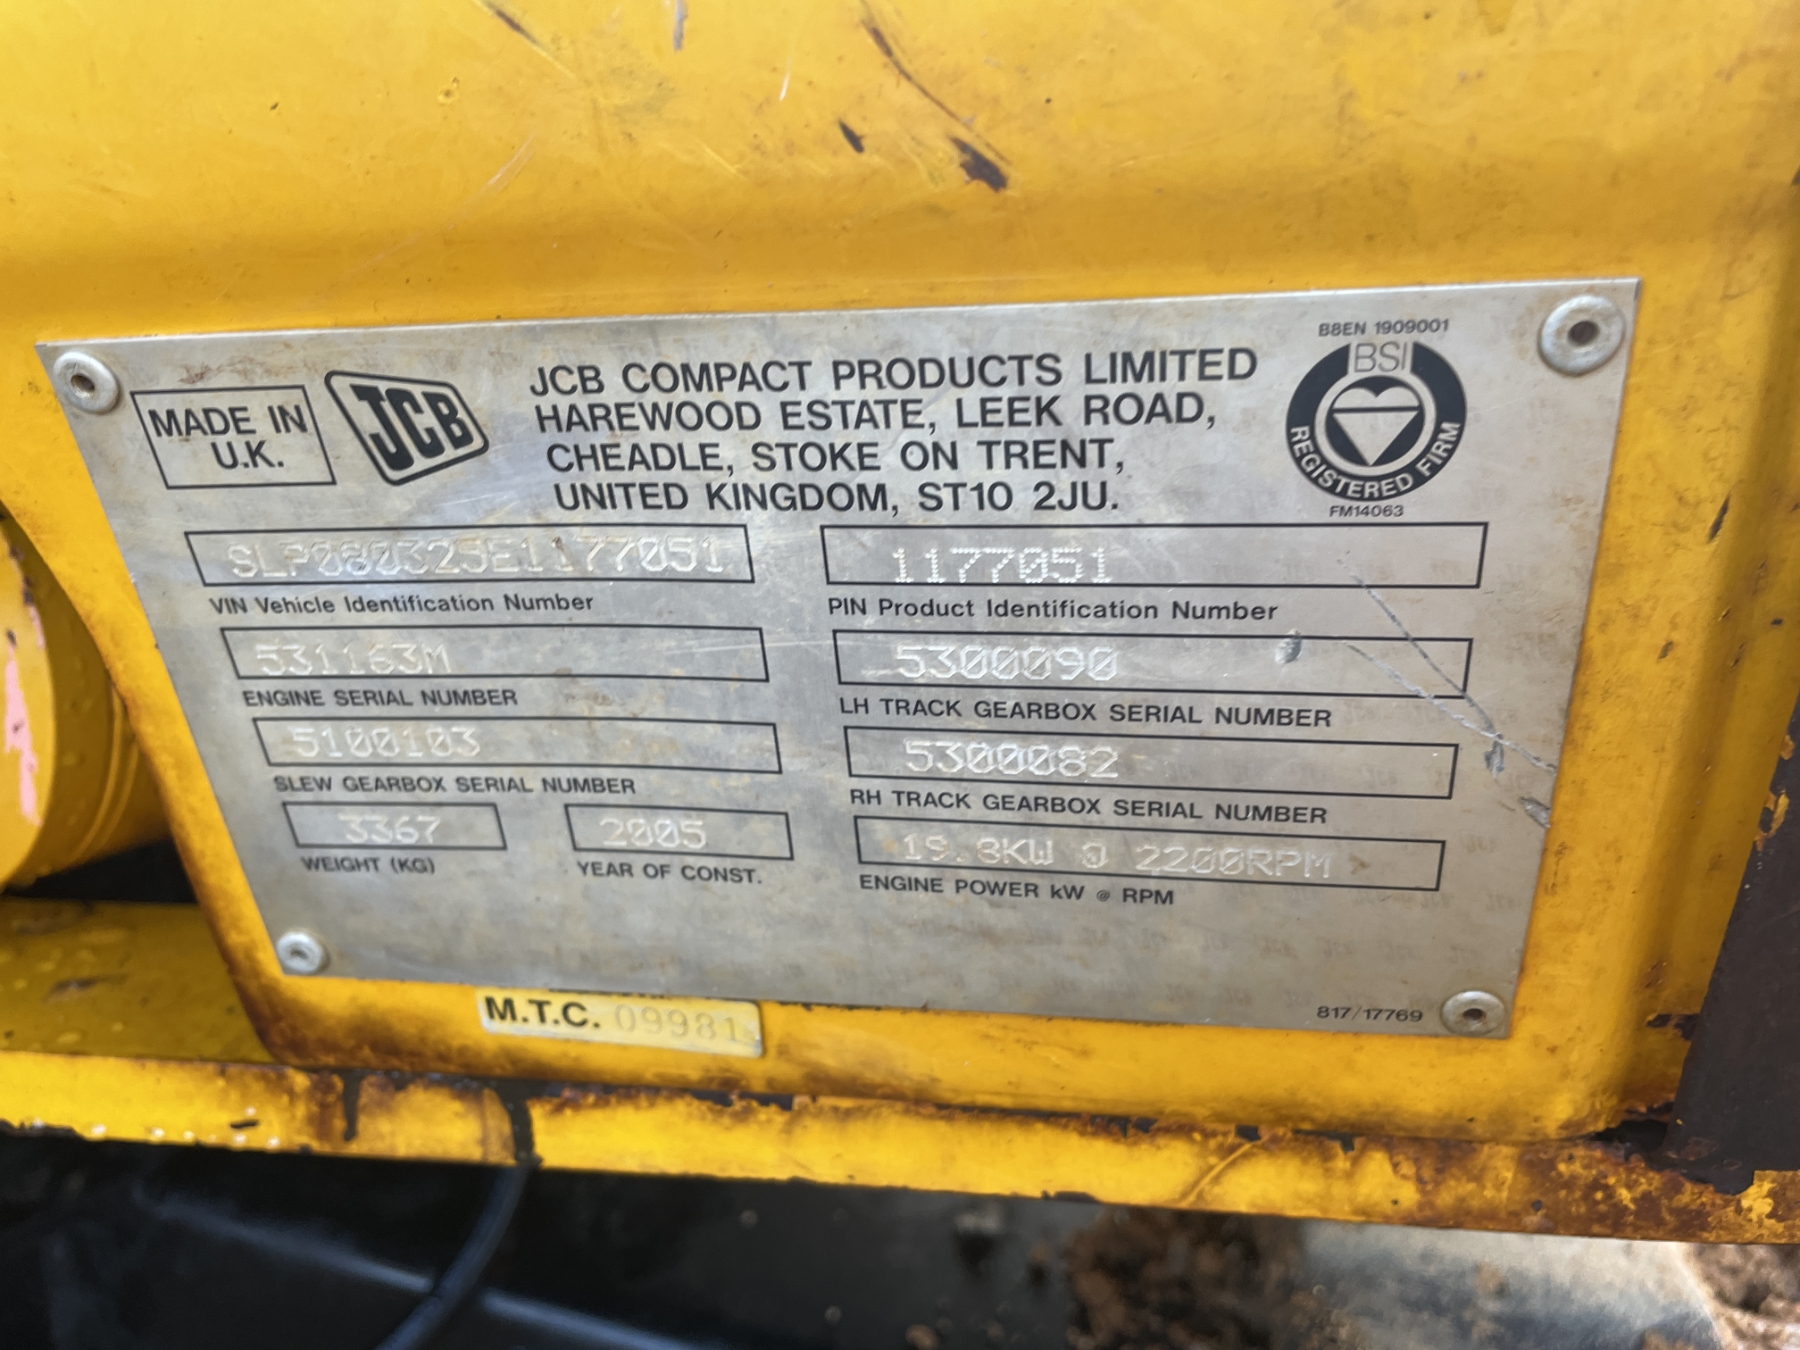 MADE IN
U.K.
JCB
JCB COMPACT PRODUCTS LIMITED
HAREWOOD ESTATE, LEEK ROAD,
CHEADLE, STOKE ON TRENT,
UNITED KINGDOM, ST10 2JU.
B8EN 1909001
BSI
REGISTERED FIRM
FM14063
SLP080325E1177051
VIN Vehicle Identification Number
1177051
PIN Product Identification Number
531163M
ENGINE SERIAL NUMBER
5300090
LH TRACK GEARBOX SERIAL NUMBER
5100103
SLEW GEARBOX SERIAL NUMBER
5300082
RH TRACK GEARBOX SERIAL NUMBER
3367
WEIGHT (KG)
2005
YEAR OF CONST.
19.8KW @ 2200RPM
ENGINE POWER kW @ RPM
817/17769
M.T.C. 09981